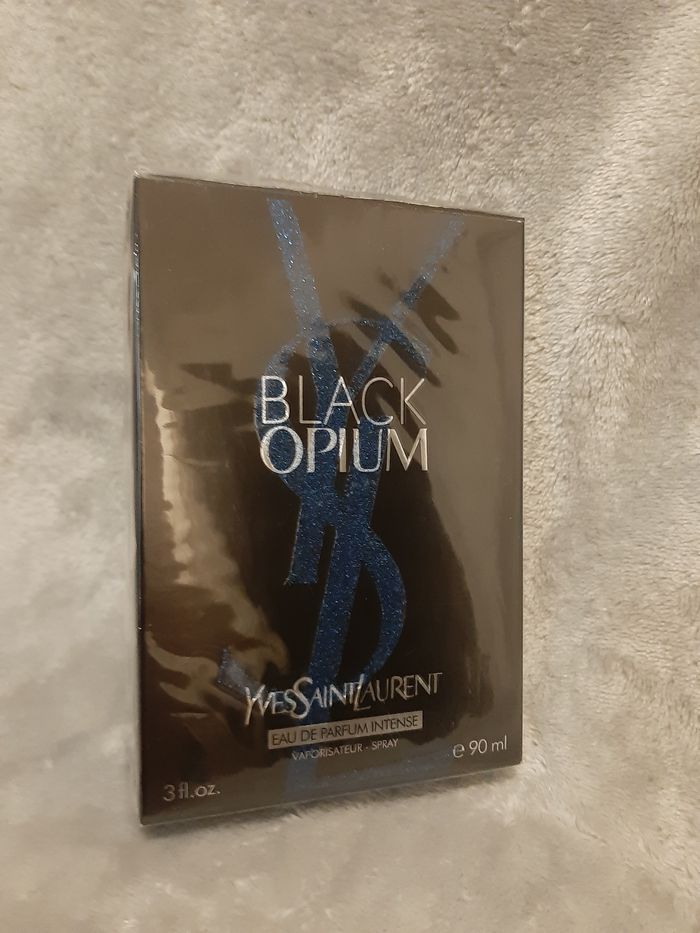 BLACK
OPIUM
YVESSAINTLAURENT
EAU DE PARFUM INTENSE
VAPORISATEUR - SPRAY
3 fl.oz.
℮ 90 ml